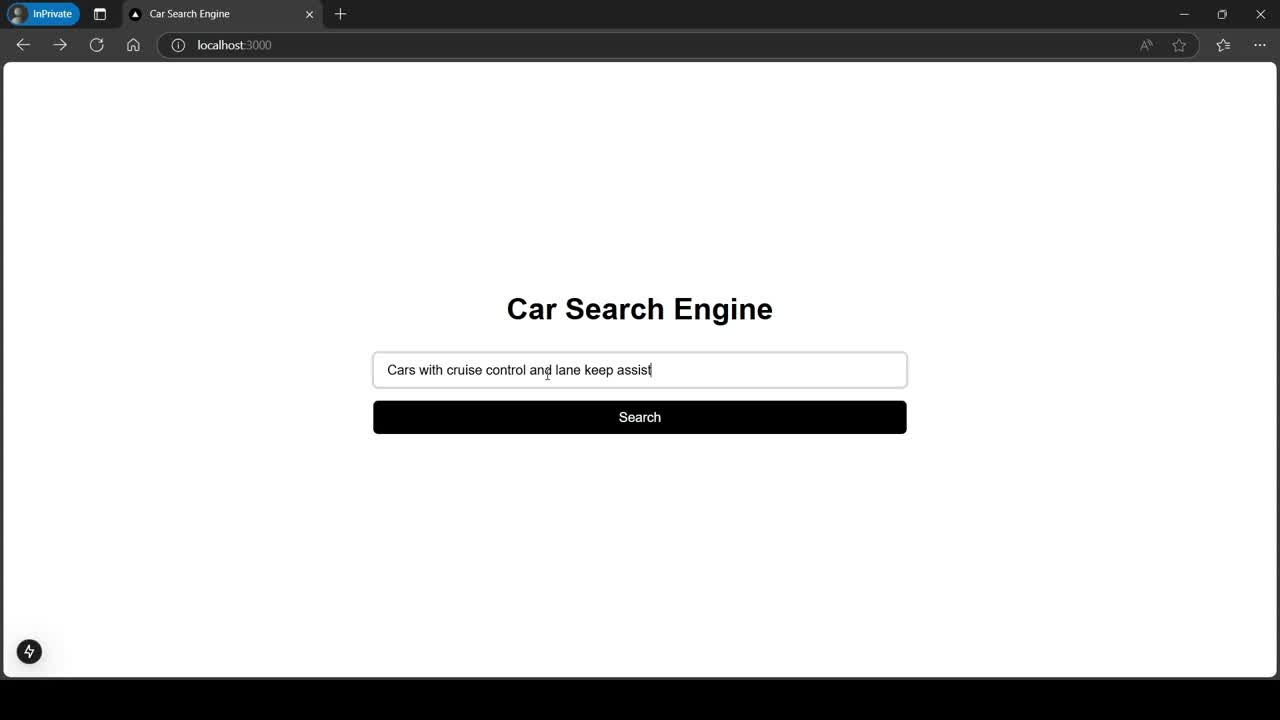 InPrivate
Car Search Engine
localhost:3000
Car Search Engine
Cars with cruise control and lane keep assist
Search